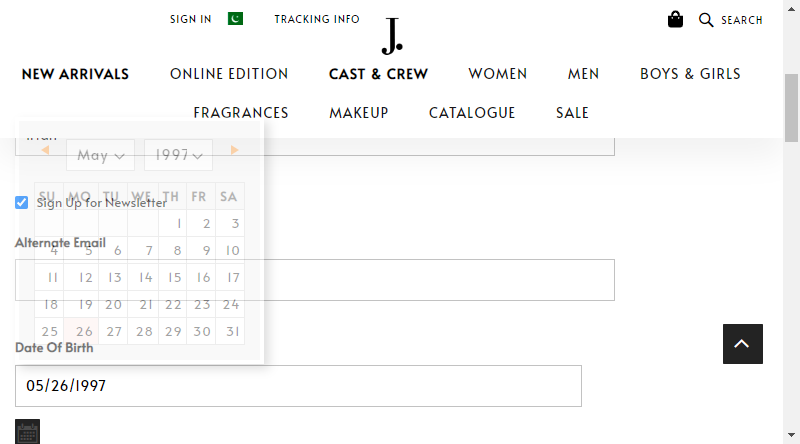 SIGN IN
TRACKING INFO
J.
SEARCH
NEW ARRIVALS
ONLINE EDITION
CAST & CREW
WOMEN
MEN
BOYS & GIRLS
FRAGRANCES
MAKEUP
CATALOGUE
SALE
May 1997
SU MO TU WE TH FR SA
1 2 3
4 5 6 7 8 9 10
11 12 13 14 15 16 17
18 19 20 21 22 23 24
25 26 27 28 29 30 31
Sign Up for Newsletter
Alternate Email
Date Of Birth
05/26/1997